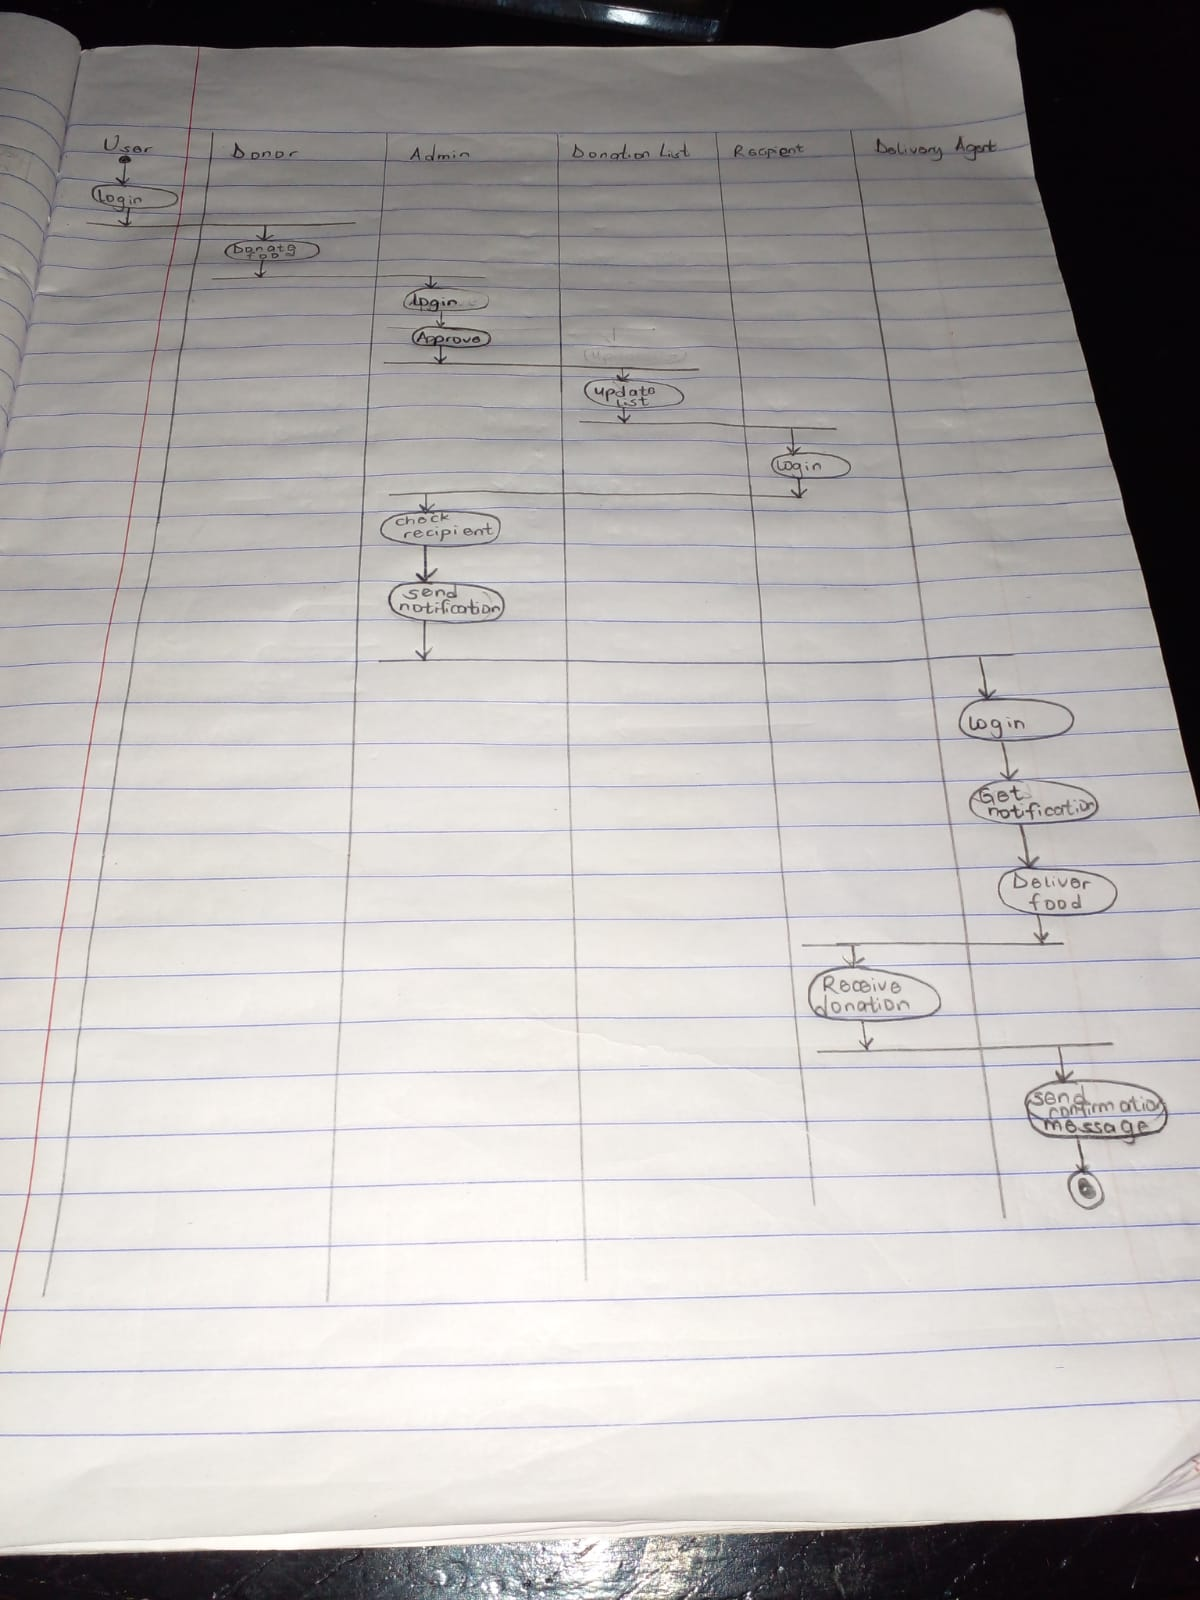 User
Donor
Admin
Donation List
Recipient
Delivery Agent
Login
Donate
food
Login
Approve
update
list
Login
check
recipient
send
notification
Login
Get
notification
Deliver
food
Receive
donation
send
confirmation
message